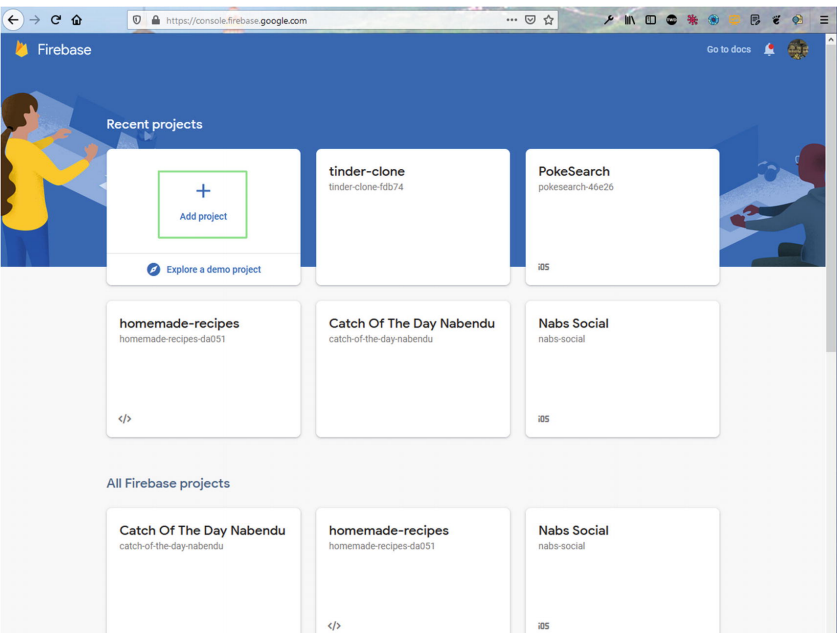 https://console.firebase.google.com
Firebase
Go to docs
Recent projects
Add project
Explore a demo project
tinder-clone
tinder-clone-fdb74
PokeSearch
pokesearch-46e26
iOS
homemade-recipes
homemade-recipes-da051
</>
Catch Of The Day Nabendu
catch-of-the-day-nabendu
Nabs Social
nabs-social
iOS
All Firebase projects
Catch Of The Day Nabendu
catch-of-the-day-nabendu
homemade-recipes
homemade-recipes-da051
</>
Nabs Social
nabs-social
iOS